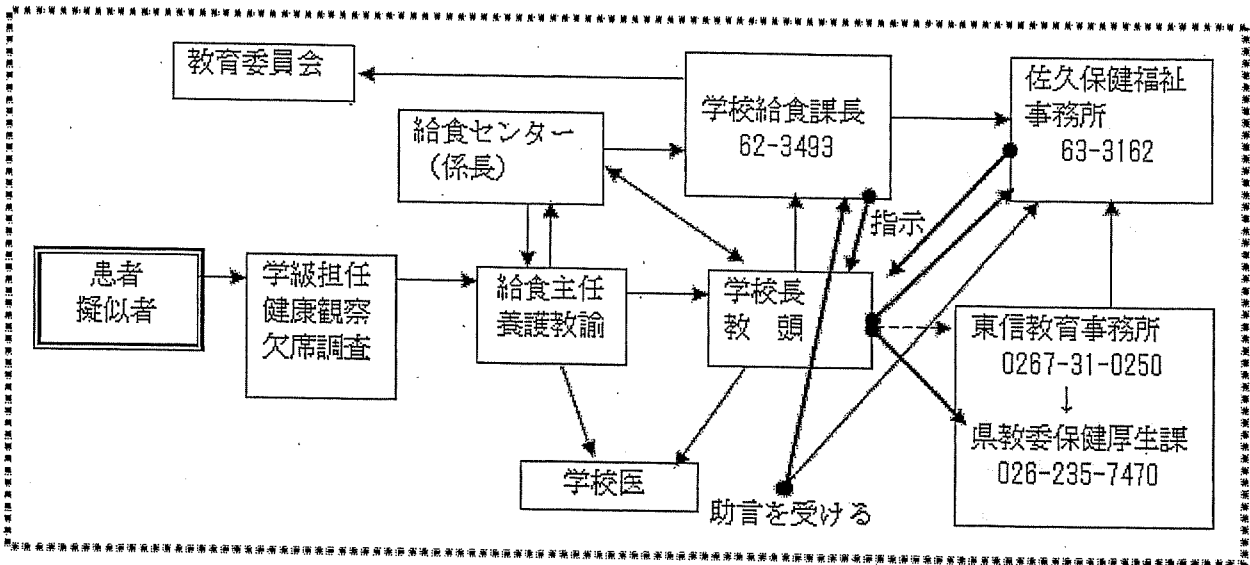 教育委員会
学校給食課長
62-3493
佐久保健福祉
事務所
63-3162
給食センター
(係長)
指示
患者
擬似者
学級担任
健康観察
欠席調査
給食主任
養護教諭
学校長
教　頭
東信教育事務所
0267-31-0250
↓
県教委保健厚生課
026-235-7470
学校医
助言を受ける